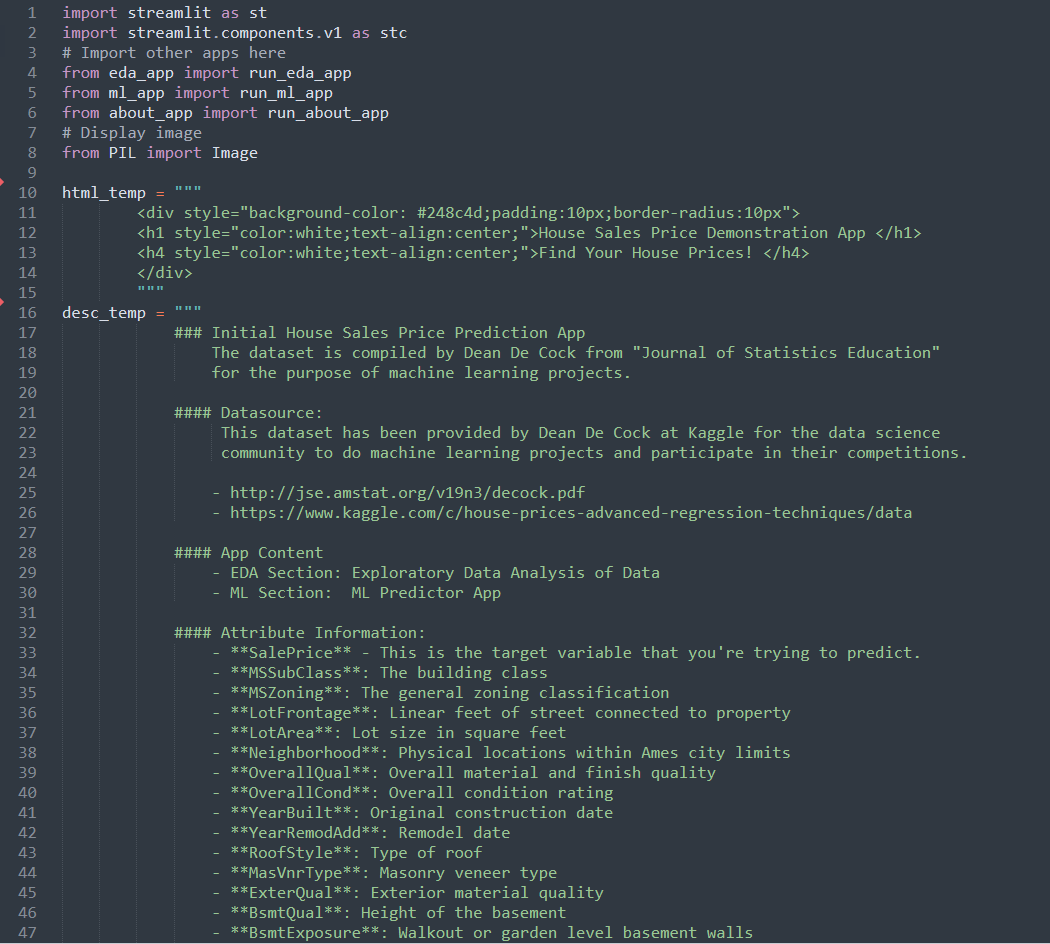 1 import streamlit as st
2 import streamlit.components.v1 as stc
3 # Import other apps here
4 from eda_app import run_eda_app
5 from ml_app import run_ml_app
6 from about_app import run_about_app
7 # Display image
8 from PIL import Image
9
10 html_temp = """
11 <div style="background-color: #248c4d;padding:10px;border-radius:10px">
12 <h1 style="color:white;text-align:center;">House Sales Price Demonstration App </h1>
13 <h4 style="color:white;text-align:center;">Find Your House Prices! </h4>
14 </div>
15 """
16 desc_temp = """
17 ### Initial House Sales Price Prediction App
18 The dataset is compiled by Dean De Cock from "Journal of Statistics Education"
19 for the purpose of machine learning projects.
20
21 #### Datasource:
22 This dataset has been provided by Dean De Cock at Kaggle for the data science
23 community to do machine learning projects and participate in their competitions.
24
25 - http://jse.amstat.org/v19n3/decock.pdf
26 - https://www.kaggle.com/c/house-prices-advanced-regression-techniques/data
27
28 #### App Content
29 - EDA Section: Exploratory Data Analysis of Data
30 - ML Section:  ML Predictor App
31
32 #### Attribute Information:
33 - **SalePrice** - This is the target variable that you're trying to predict.
34 - **MSSubClass**: The building class
35 - **MSZoning**: The general zoning classification
36 - **LotFrontage**: Linear feet of street connected to property
37 - **LotArea**: Lot size in square feet
38 - **Neighborhood**: Physical locations within Ames city limits
39 - **OverallQual**: Overall material and finish quality
40 - **OverallCond**: Overall condition rating
41 - **YearBuilt**: Original construction date
42 - **YearRemodAdd**: Remodel date
43 - **RoofStyle**: Type of roof
44 - **MasVnrType**: Masonry veneer type
45 - **ExterQual**: Exterior material quality
46 - **BsmtQual**: Height of the basement
47 - **BsmtExposure**: Walkout or garden level basement walls